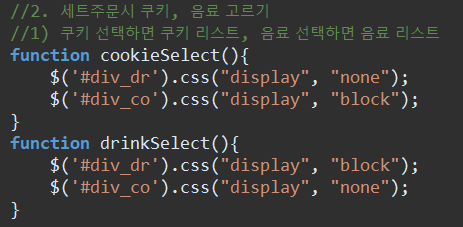 //2. 세트주문시 쿠키, 음료 고르기
//1) 쿠키 선택하면 쿠키 리스트, 음료 선택하면 음료 리스트
function cookieSelect(){
    $('#div_dr').css("display", "none");
    $('#div_co').css("display", "block");
}
function drinkSelect(){
    $('#div_dr').css("display", "block");
    $('#div_co').css("display", "none");
}